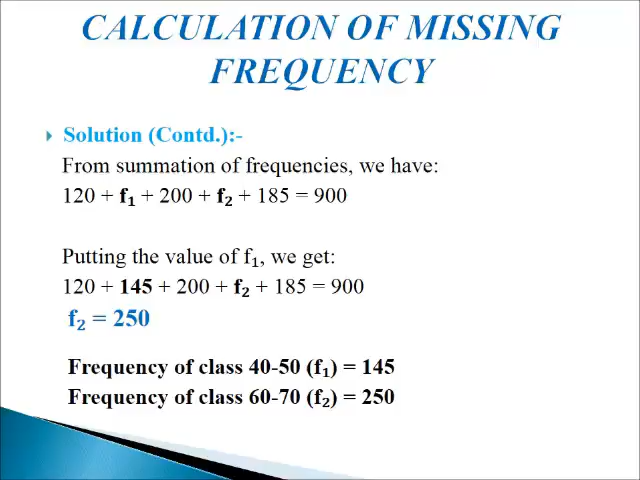 CALCULATION OF MISSING
FREQUENCY
Solution (Contd.):-
From summation of frequencies, we have:
120 + f₁ + 200 + f₂ + 185 = 900
Putting the value of f₁, we get:
120 + 145 + 200 + f₂ + 185 = 900
f₂ = 250
Frequency of class 40-50 (f₁) = 145
Frequency of class 60-70 (f₂) = 250